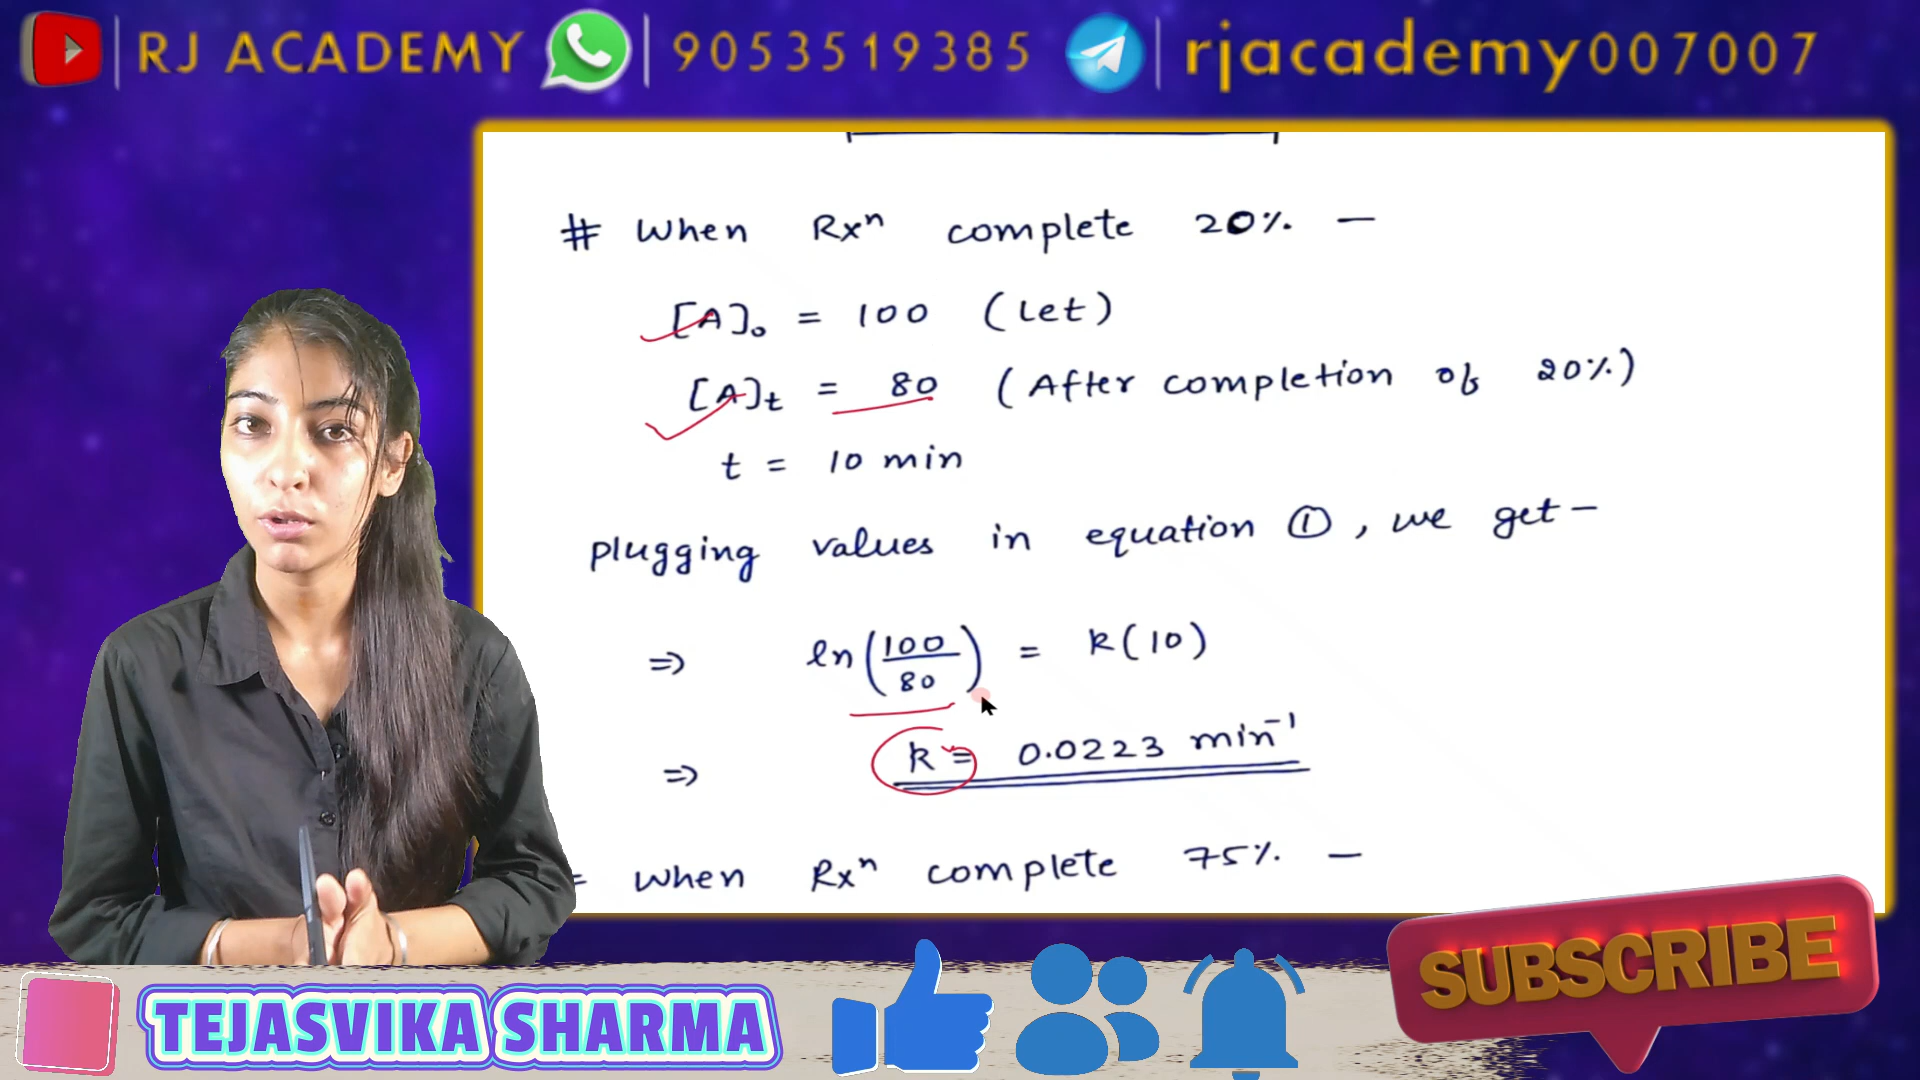 RJ ACADEMY 9053519385 rjacademy007007
# When Rxⁿ complete 20% —
[A]₀ = 100 (Let)
[A]t = 80 (After completion of 20%)
t = 10 min
plugging values in equation ①, we get –
⇒ ln(100/80) = k(10)
⇒ k = 0.0223 min⁻¹
= When Rxⁿ complete 75% —
SUBSCRIBE
TEJASVIKA SHARMA